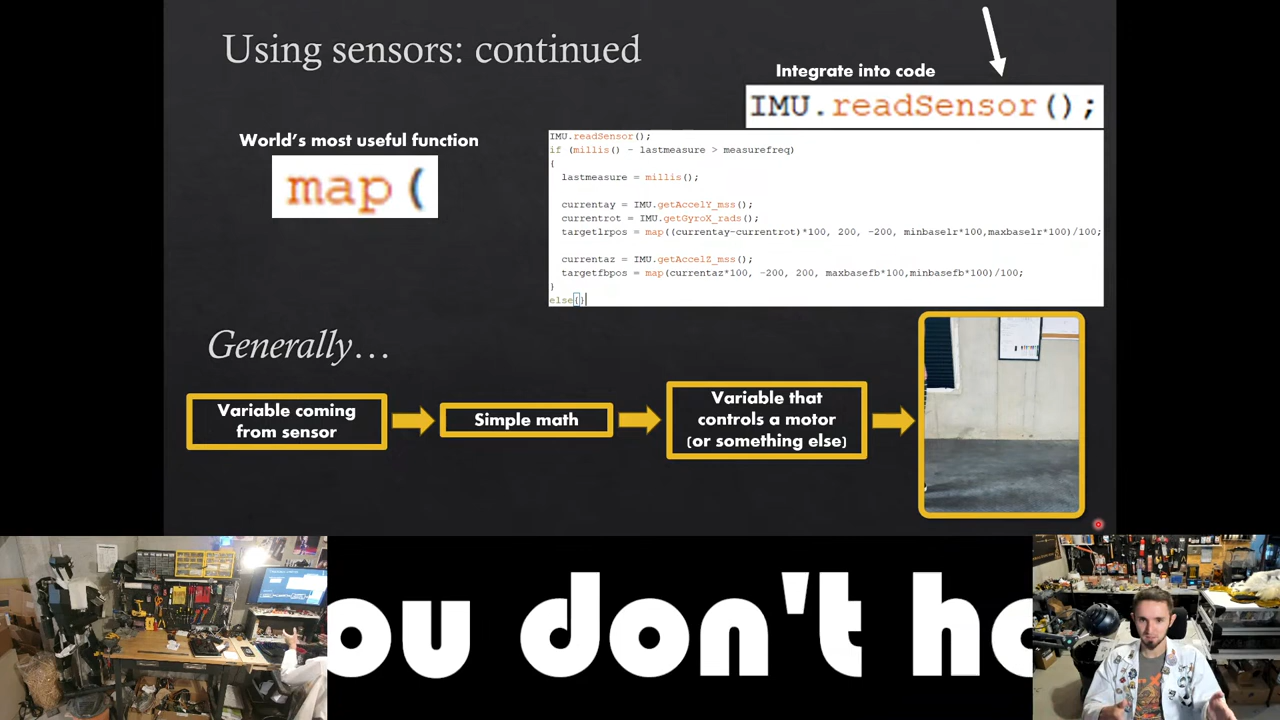 Using sensors: continued
Integrate into code
IMU.readSensor();
World's most useful function
map(
IMU.readSensor();
if (millis() - lastmeasure > measurefreq)
{
lastmeasure = millis();
currentay = IMU.getAccelY_mss();
currentrot = IMU.getGyroX_rads();
targetlrpos = map((currentay-currentrot)*100, 200, -200, minbaselr*100,maxbaselr*100)/100;
currentaz = IMU.getAccelZ_mss();
targetfbpos = map(currentaz*100, -200, 200, maxbasefb*100,minbasefb*100)/100;
}
else{}
Generally…
Variable coming
from sensor
Simple math
Variable that
controls a motor
(or something else)
ou don't ha